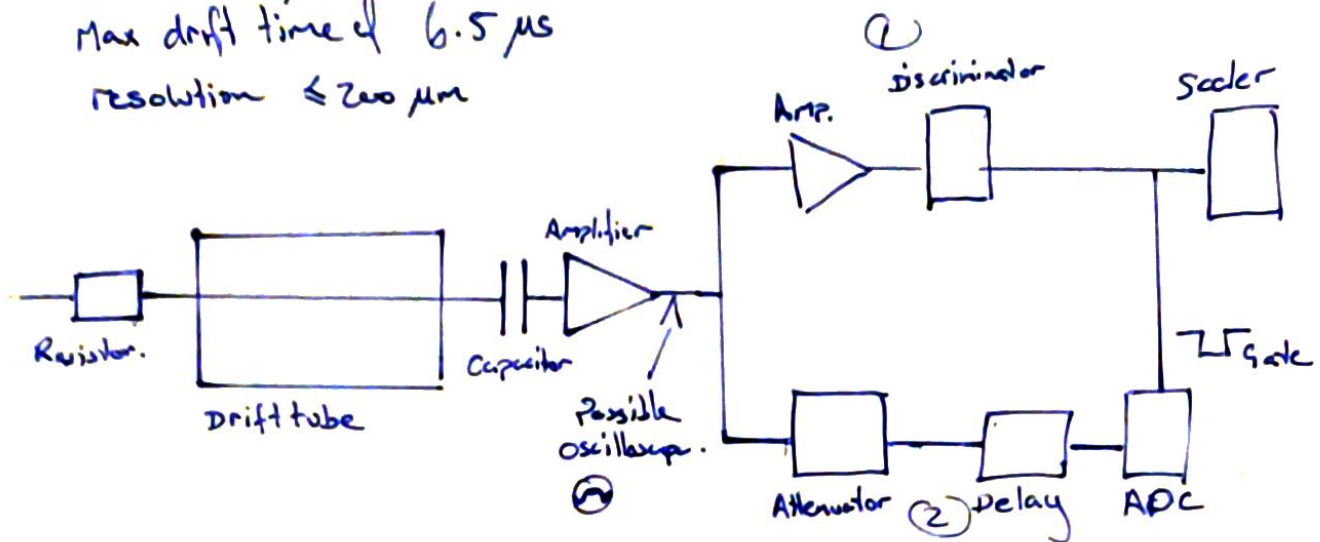 Max drift time of 6.5 μs
resolution ≤ 200 μm
①
Discriminator
Scaler
Amp.
Amplifier
Resistor.
Capacitor
Gate
Drift tube
Possible
Oscilloscope.
Attenuator
② Delay
ADC